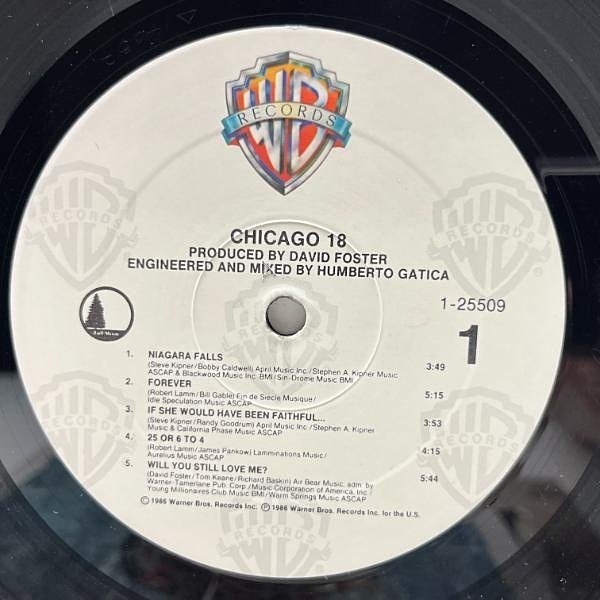 WB
RECORDS
CHICAGO 18
PRODUCED BY DAVID FOSTER
ENGINEERED AND MIXED BY HUMBERTO GATICA
1-25509
1
Full Moon
1. NIAGARA FALLS
(Steve Kipner/Bobby Caldwell) April Music Inc./Stephen A. Kipner Music
ASCAP & Blackwood Music Inc. BMI/Sin-Drome Music BMI 3:49
2. FOREVER 5:15
(Robert Lamm/Bill Gable) Fin de Siecle Musique/
Idle Speculation Music ASCAP
3. IF SHE WOULD HAVE BEEN FAITHFUL... 3:53
(Steve Kipner/Randy Goodrum) April Music Inc./Stephen A. Kipner
Music & California Phase Music ASCAP
4. 25 OR 6 TO 4 4:15
(Robert Lamm/James Pankow) Lamminations Music/
Aurelius Music ASCAP
5. WILL YOU STILL LOVE ME? 5:44
(David Foster/Tom Keane/Richard Baskin) Air Bear Music, adm. by
Warner-Tamerlane Pub. Corp./Music Corporation of America, Inc./
Young Millionaires Club Music BMI/Warm Springs Music ASCAP
© 1986 Warner Bros. Records Inc. ℗ 1986 Warner Bros. Records Inc. for the U.S.